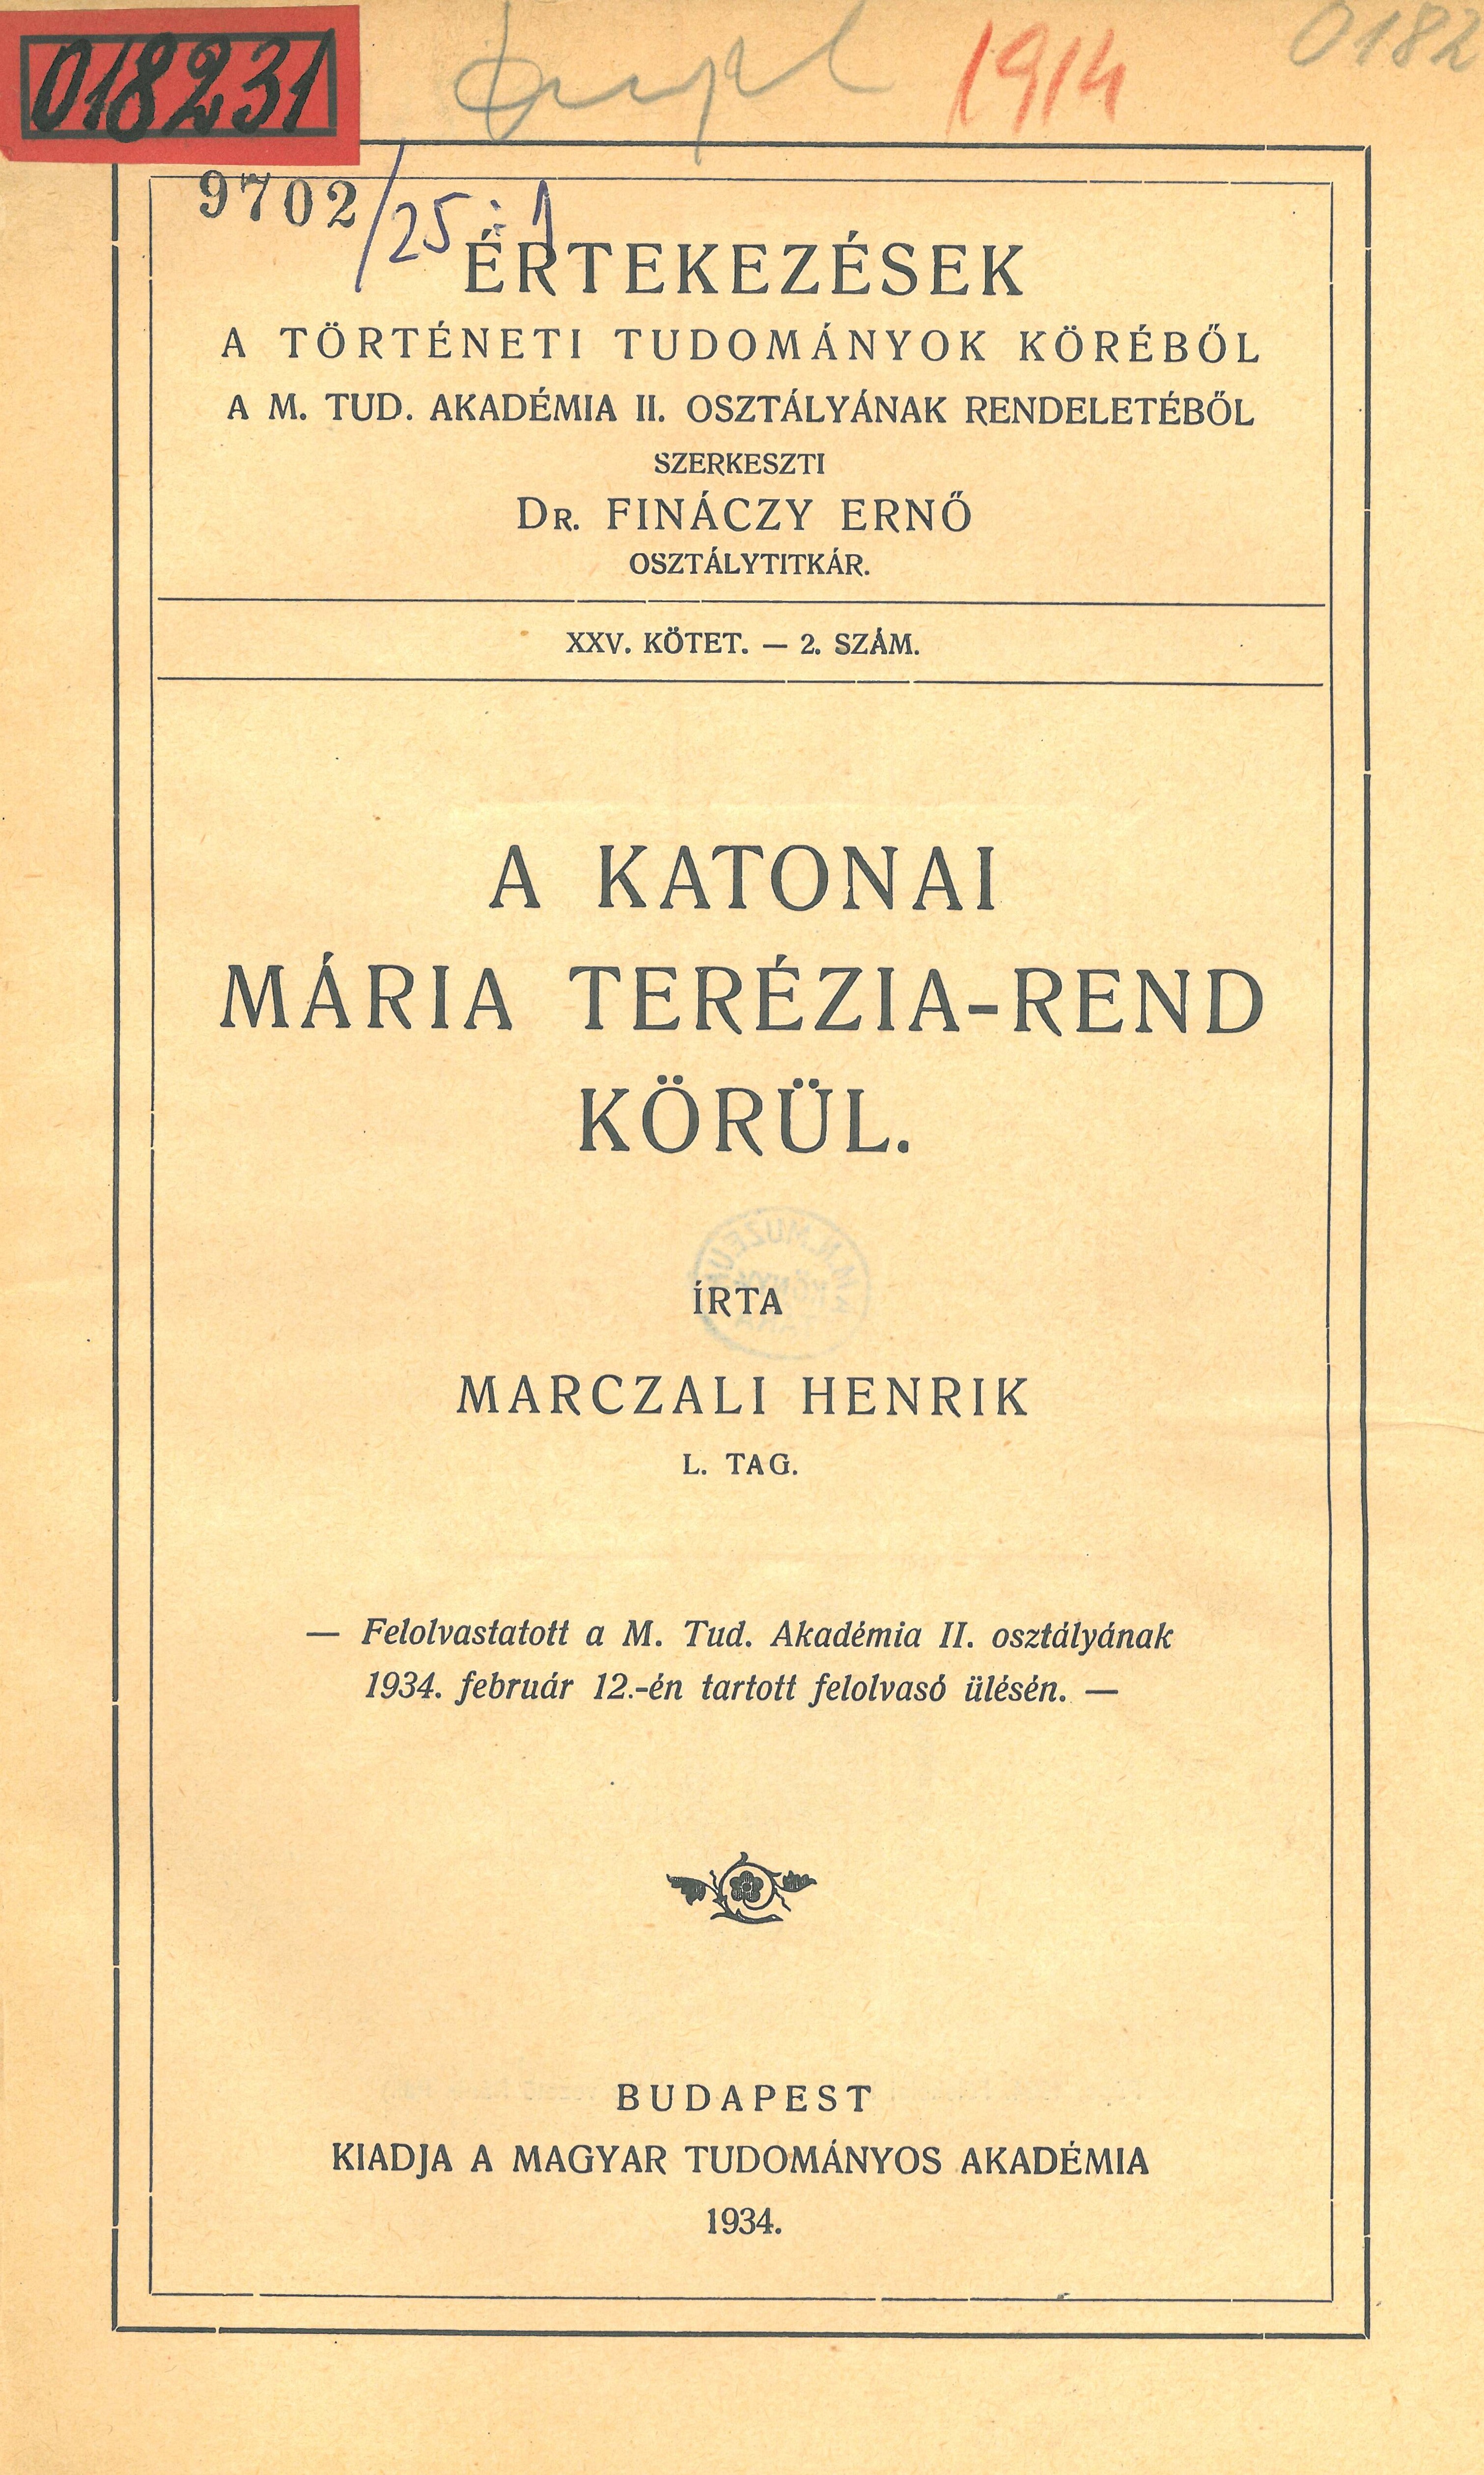 018231
1914
0182
9702/25:1
ÉRTEKEZÉSEK
A TÖRTÉNETI TUDOMÁNYOK KÖRÉBŐL
A M. TUD. AKADÉMIA II. OSZTÁLYÁNAK RENDELETÉBŐL
SZERKESZTI
DR. FINÁCZY ERNŐ
OSZTÁLYTITKÁR.
XXV. KÖTET. — 2. SZÁM.
A KATONAI
MÁRIA TERÉZIA-REND
KÖRÜL.
ÍRTA
MARCZALI HENRIK
L. TAG.
— Felolvastatott a M. Tud. Akadémia II. osztályának
1934. február 12.-én tartott felolvasó ülésén. —
BUDAPEST
KIADJA A MAGYAR TUDOMÁNYOS AKADÉMIA
1934.